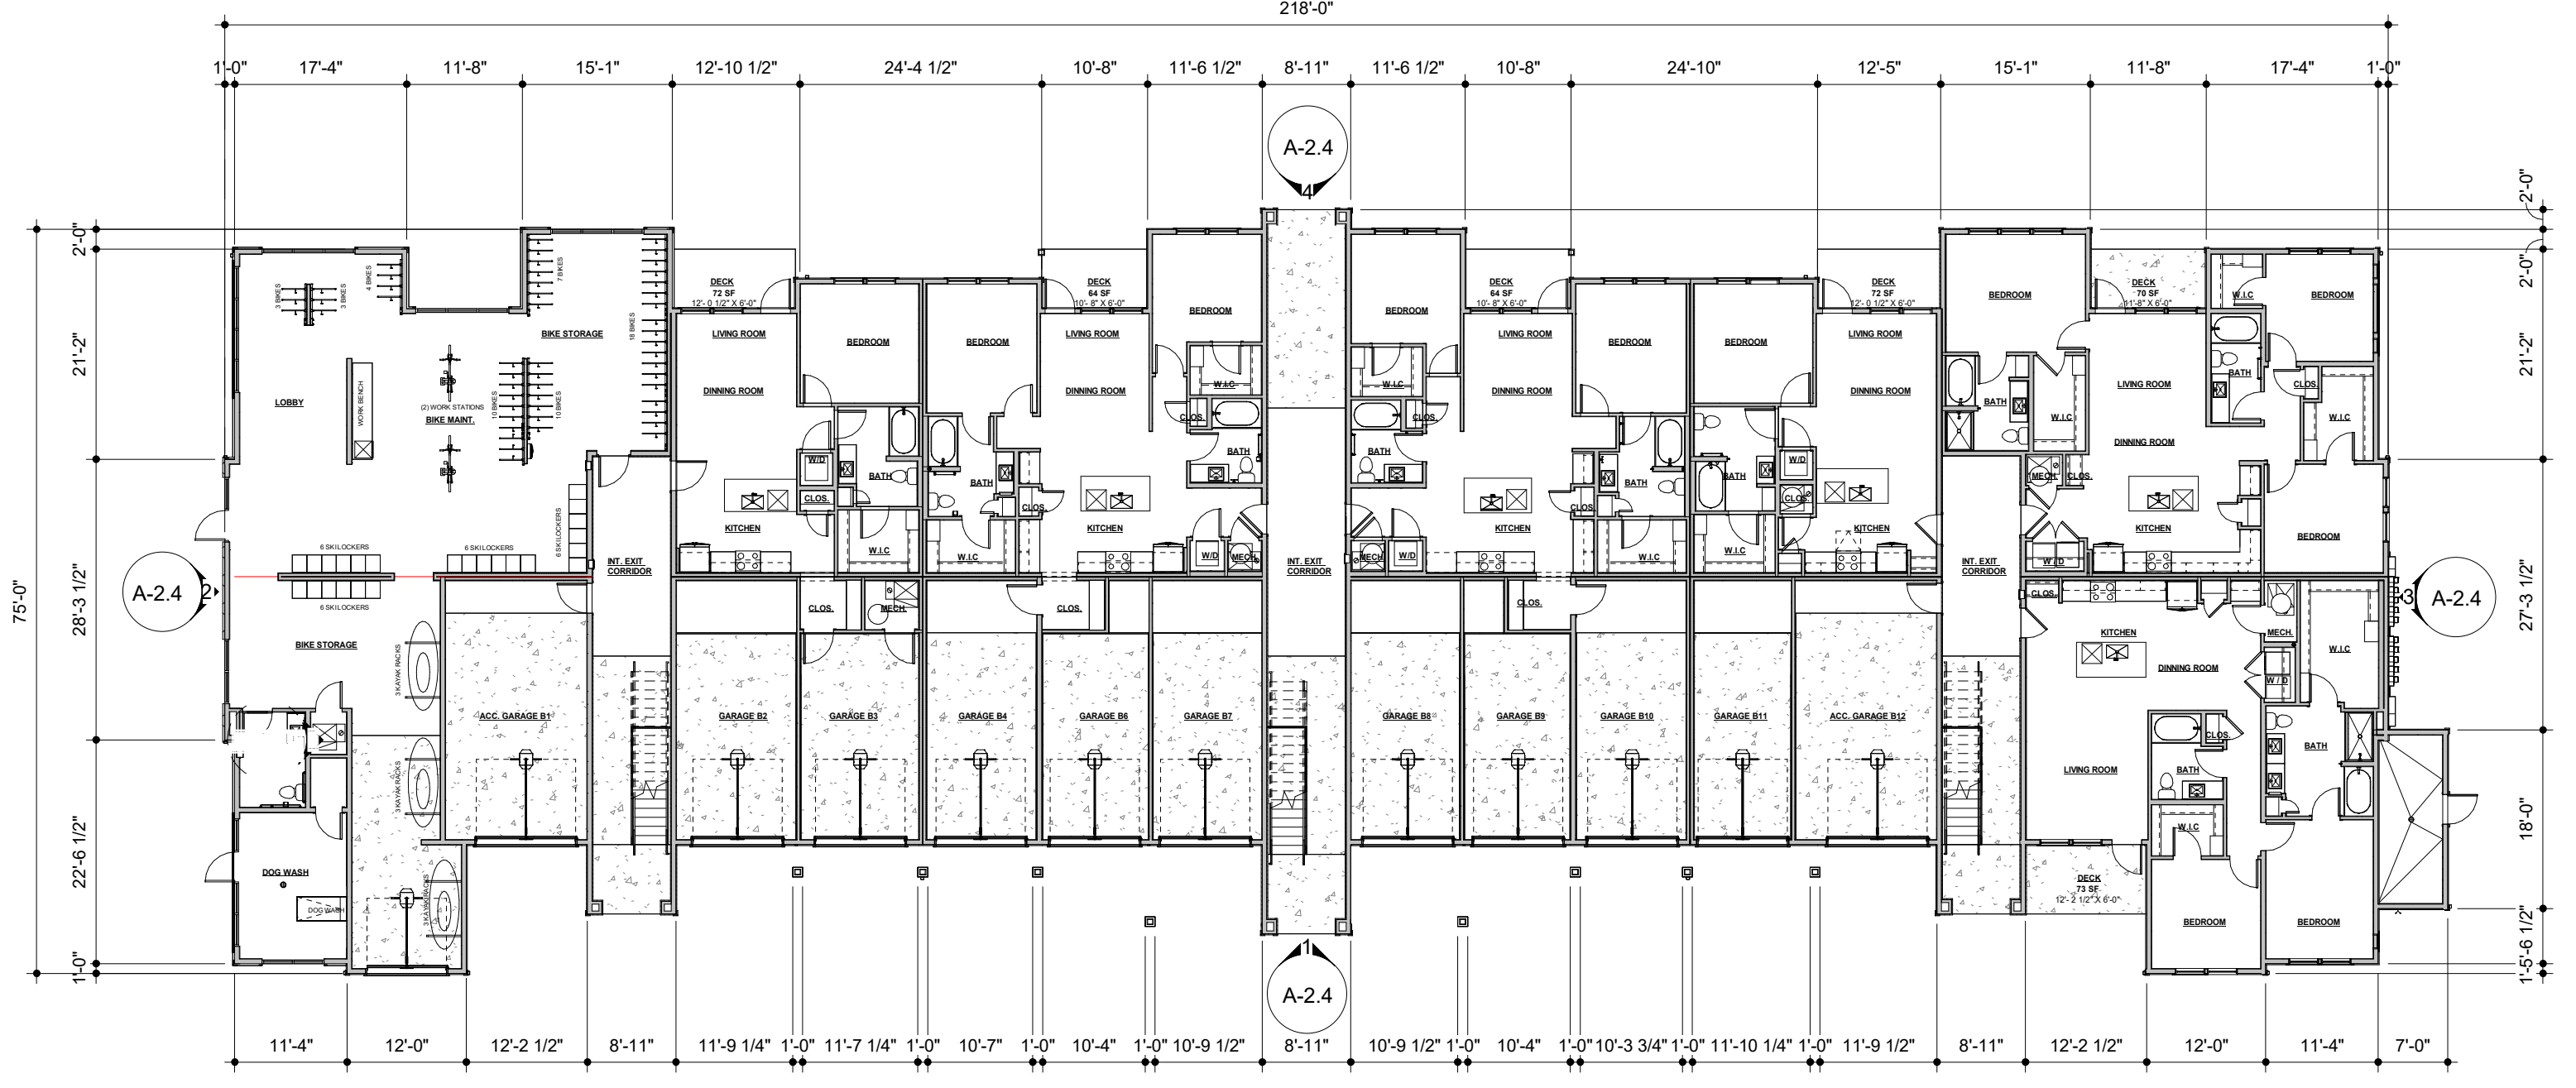 218'-0"
1'-0" 17'-4" 11'-8" 15'-1" 12'-10 1/2" 24'-4 1/2" 10'-8" 11'-6 1/2" 8'-11" 11'-6 1/2" 10'-8" 24'-10" 12'-5" 15'-1" 11'-8" 17'-4" 1'-0"
A-2.4
4
75'-0"
2'-0"
21'-2"
28'-3 1/2"
22'-6 1/2"
1'-0"
A-2.4
2
3 BIKES
3 BIKES
4 BIKES
7 BIKES
18 BIKES
BIKE STORAGE
LOBBY
WORK BENCH
(2) WORK STATIONS
BIKE MAINT.
10 BIKES
10 BIKES
6 SKI LOCKERS
6 SKI LOCKERS
6 SKI LOCKERS
6 SKI LOCKERS
BIKE STORAGE
3 KAYAK RACKS
3 KAYAK RACKS
3 KAYAK RACKS
DOG WASH
DOG WASH
INT. EXIT
CORRIDOR
DECK
72 SF
12'- 0 1/2" X 6'-0"
LIVING ROOM
DINNING ROOM
KITCHEN
BEDROOM
W/D
BATH
CLOS.
W.I.C
BEDROOM
BATH
W.I.C
DECK
64 SF
10'- 8" X 6'-0"
LIVING ROOM
DINNING ROOM
CLOS.
KITCHEN
BEDROOM
W.I.C
CLOS.
BATH
W/D
MECH.
INT. EXIT
CORRIDOR
BEDROOM
W.I.C
CLOS.
BATH
MECH.
W/D
DECK
64 SF
10'- 8" X 6'-0"
LIVING ROOM
DINNING ROOM
KITCHEN
CLOS.
BEDROOM
BATH
W.I.C
BEDROOM
BATH
W.I.C
W/D
CLOS.
DECK
72 SF
12'- 0 1/2" X 6'-0"
LIVING ROOM
DINNING ROOM
KITCHEN
INT. EXIT
CORRIDOR
BEDROOM
BATH
W.I.C
MECH.
CLOS.
W / D
DECK
70 SF
11'-8" X 6'-0"
LIVING ROOM
DINNING ROOM
KITCHEN
W.I.C
BEDROOM
BATH
CLOS.
W.I.C
BEDROOM
CLOS.
MECH.
CLOS.
CLOS.
ACC. GARAGE B1
GARAGE B2
GARAGE B3
GARAGE B4
GARAGE B6
GARAGE B7
GARAGE B8
GARAGE B9
GARAGE B10
GARAGE B11
ACC. GARAGE B12
CLOS.
KITCHEN
MECH.
W.I.C
DINNING ROOM
W / D
CLOS.
BATH
LIVING ROOM
BATH
W.I.C
DECK
73 SF
12'- 2 1/2" X 6'-0"
BEDROOM
BEDROOM
3
A-2.4
2'-0"
2'-0"
21'-2"
27'-3 1/2"
18'-0"
5'-6 1/2"
1'-
1
A-2.4
11'-4" 12'-0" 12'-2 1/2" 8'-11" 11'-9 1/4" 1'-0" 11'-7 1/4" 1'-0" 10'-7" 1'-0" 10'-4" 1'-0" 10'-9 1/2" 8'-11" 10'-9 1/2" 1'-0" 10'-4" 1'-0" 10'-3 3/4" 1'-0" 11'-10 1/4" 1'-0" 11'-9 1/2" 8'-11" 12'-2 1/2" 12'-0" 11'-4" 7'-0"